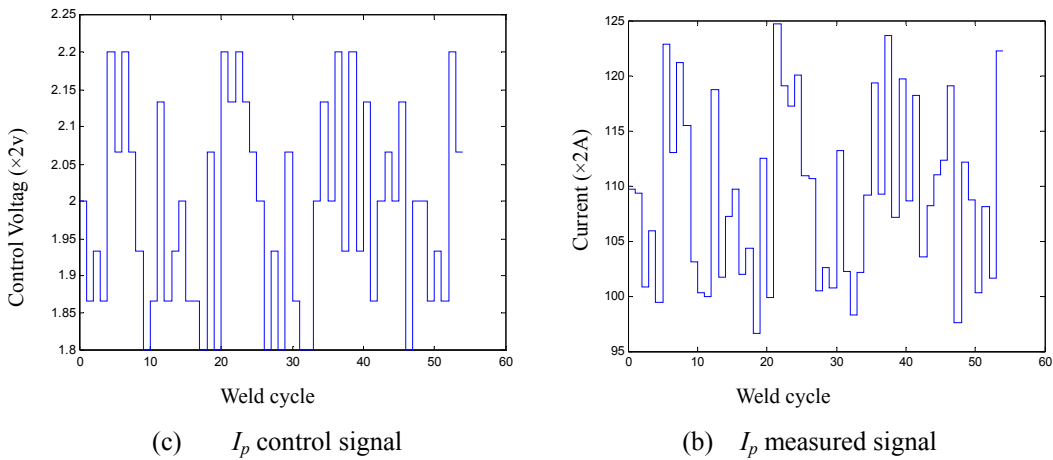 2.25
2.2
2.15
2.1
2.05
2
1.95
1.9
1.85
1.8
0 10 20 30 40 50 60
Control Voltag (×2v)
Weld cycle
(c) Ip control signal
125
120
115
110
105
100
95
0 10 20 30 40 50 60
Current (×2A)
Weld cycle
(b) Ip measured signal